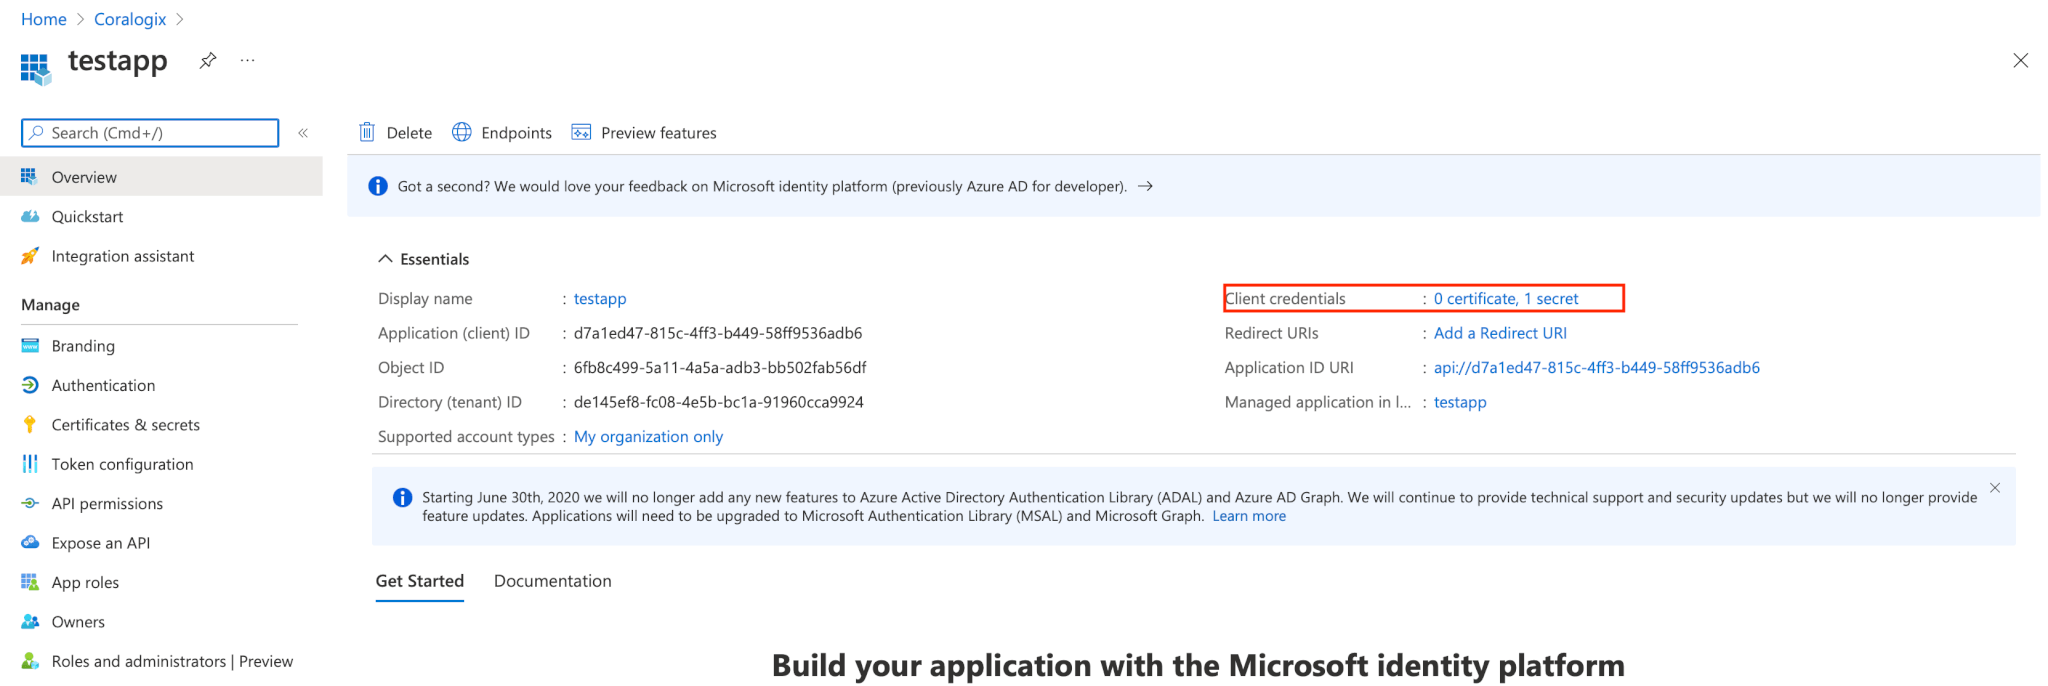 Home > Coralogix >
testapp ...
Search (Cmd+/) «
Overview
Quickstart
Integration assistant
Manage
Branding
Authentication
Certificates & secrets
Token configuration
API permissions
Expose an API
App roles
Owners
Roles and administrators | Preview
Delete Endpoints Preview features
Got a second? We would love your feedback on Microsoft identity platform (previously Azure AD for developer). →
Essentials
Display name : testapp
Application (client) ID : d7a1ed47-815c-4ff3-b449-58ff9536adb6
Object ID : 6fb8c499-5a11-4a5a-adb3-bb502fab56df
Directory (tenant) ID : de145ef8-fc08-4e5b-bc1a-91960cca9924
Supported account types : My organization only
Client credentials : 0 certificate, 1 secret
Redirect URIs : Add a Redirect URI
Application ID URI : api://d7a1ed47-815c-4ff3-b449-58ff9536adb6
Managed application in l... : testapp
Starting June 30th, 2020 we will no longer add any new features to Azure Active Directory Authentication Library (ADAL) and Azure AD Graph. We will continue to provide technical support and security updates but we will no longer provide
feature updates. Applications will need to be upgraded to Microsoft Authentication Library (MSAL) and Microsoft Graph. Learn more
Get Started Documentation
Build your application with the Microsoft identity platform